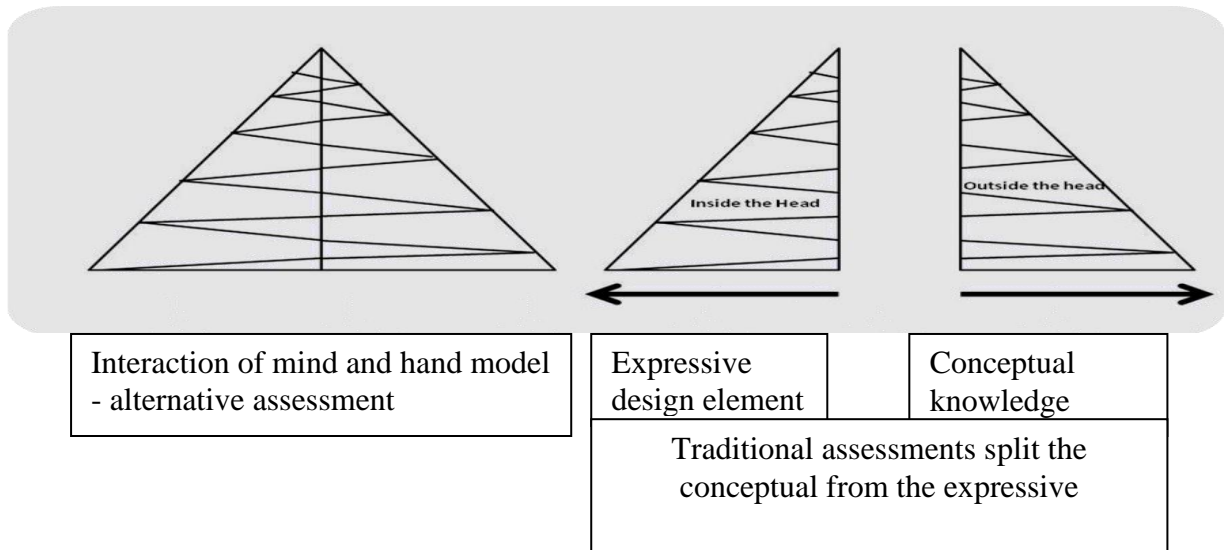 Inside the Head
Outside the head
Interaction of mind and hand model
- alternative assessment
Expressive
design element
Conceptual
knowledge
Traditional assessments split the
conceptual from the expressive